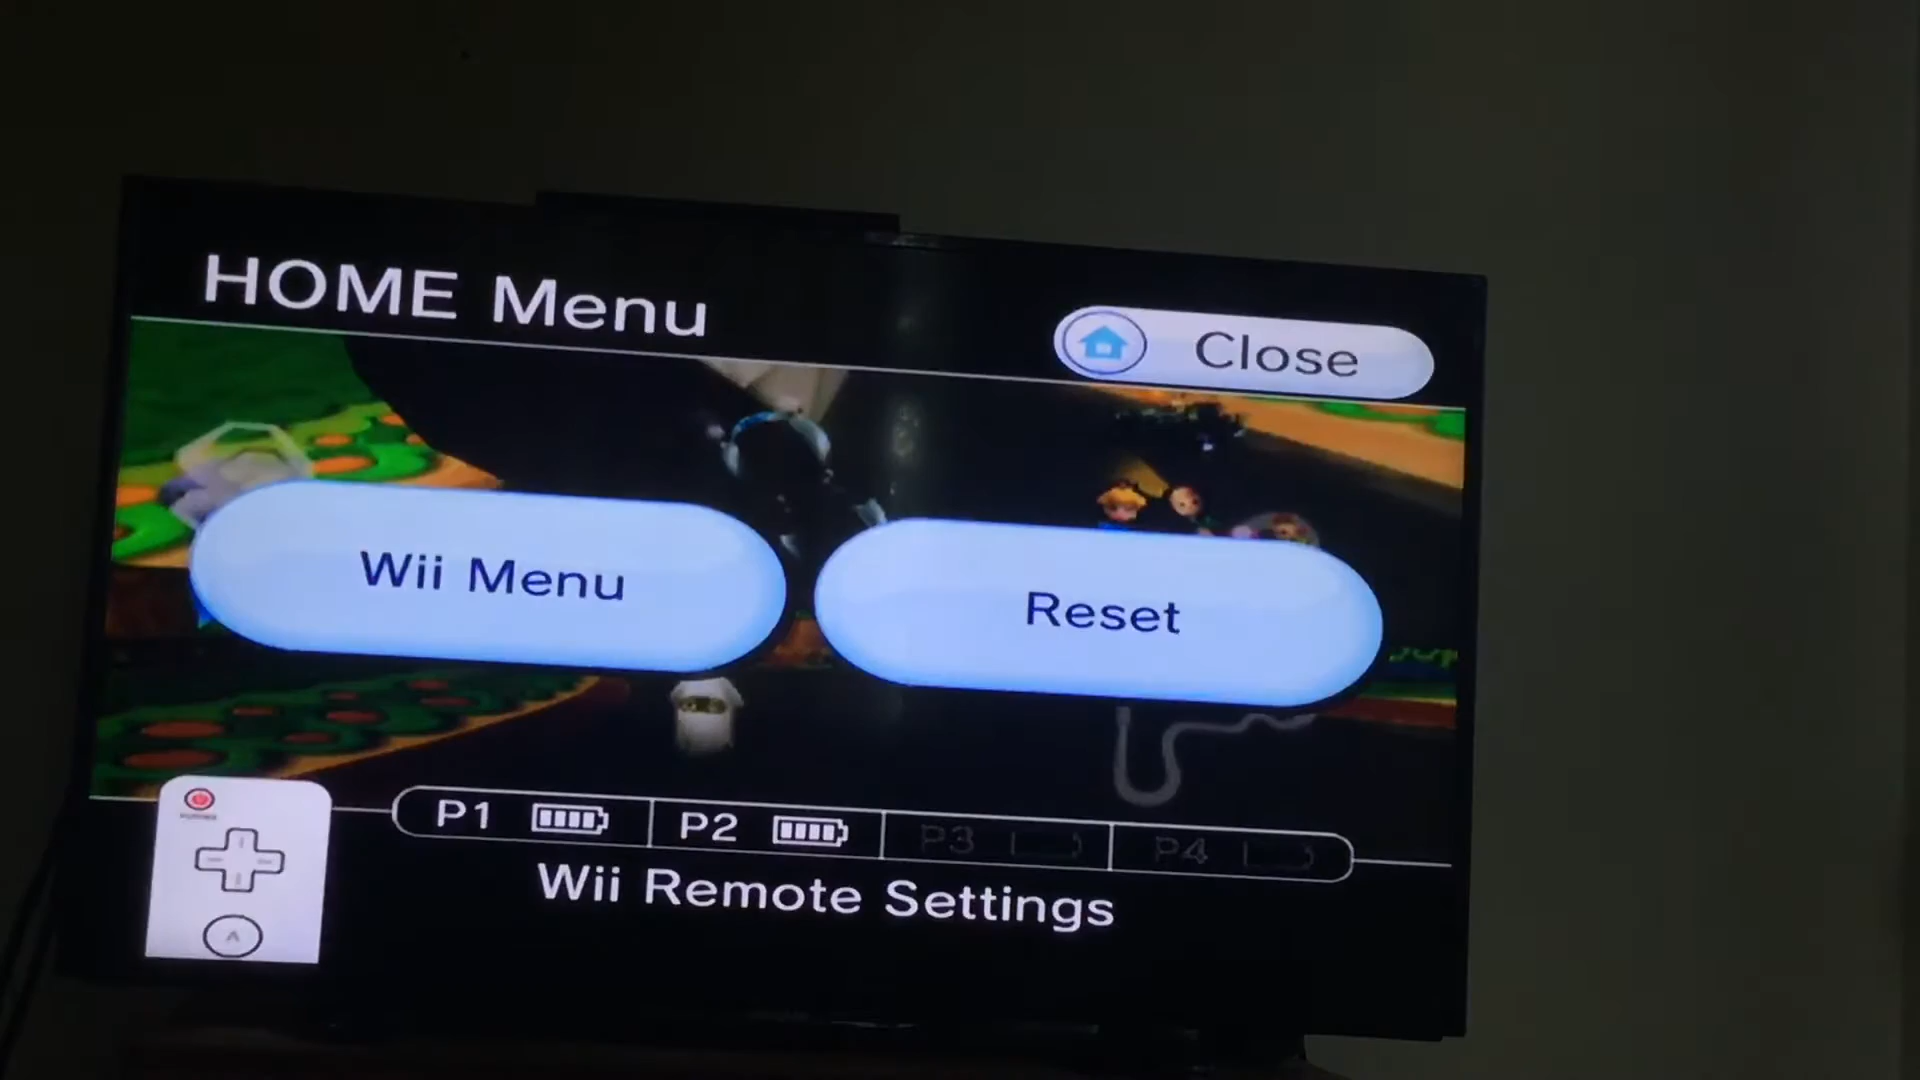 HOME Menu
Close
Wii Menu
Reset
P1
P2
P3
P4
Wii Remote Settings
A